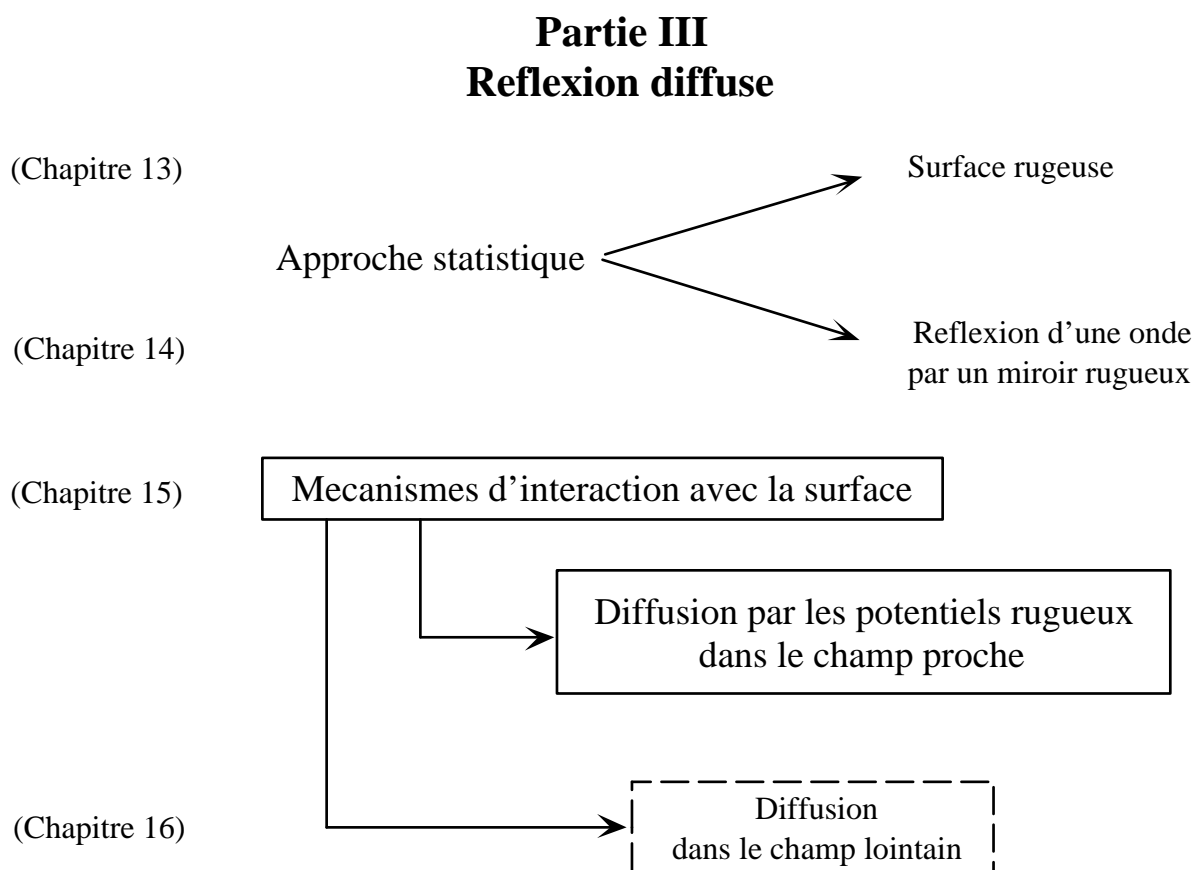 Partie III
Reflexion diffuse
(Chapitre 13)
Surface rugeuse
Approche statistique
(Chapitre 14)
Reflexion d’une onde
par un miroir rugueux
(Chapitre 15)
Mecanismes d’interaction avec la surface
Diffusion par les potentiels rugueux
dans le champ proche
(Chapitre 16)
Diffusion
dans le champ lointain